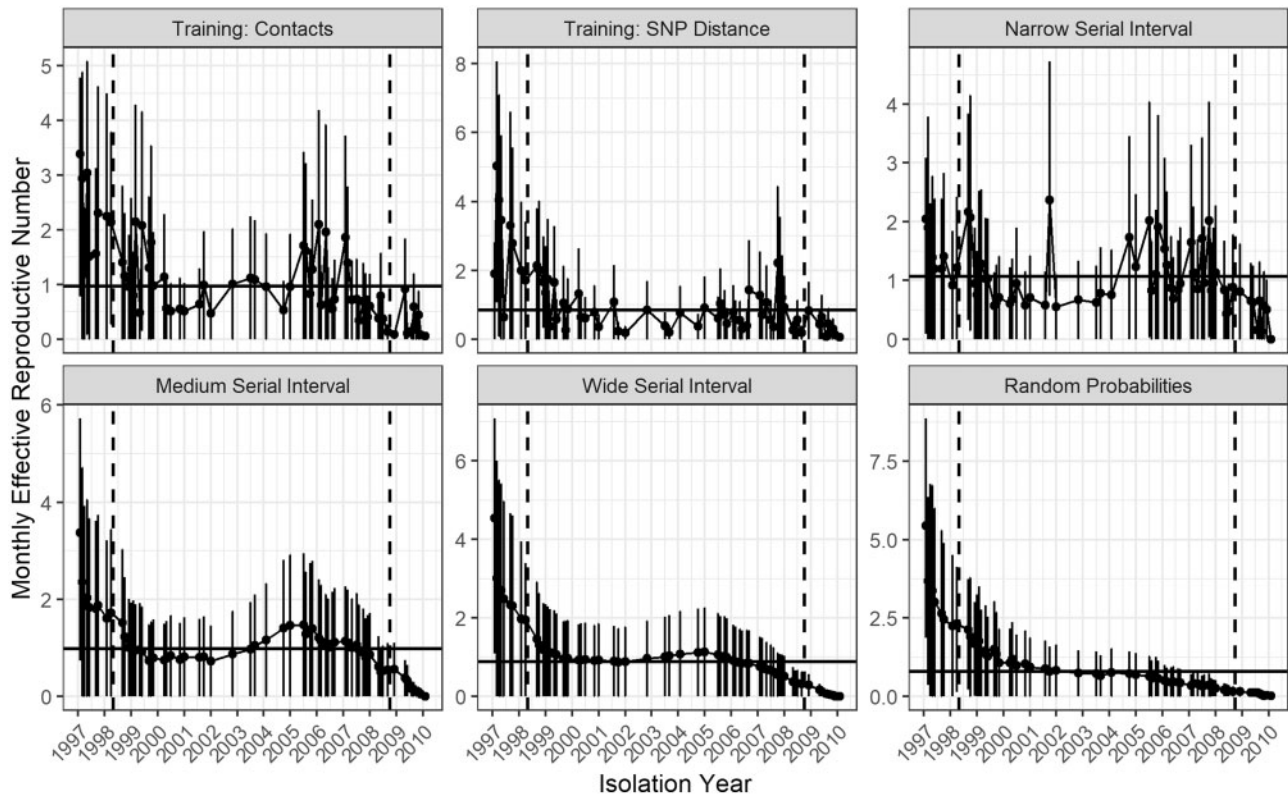 Training: Contacts
Training: SNP Distance
Narrow Serial Interval
5
4
3
2
1
0
8
6
4
2
0
4
3
2
1
0
Medium Serial Interval
Wide Serial Interval
Random Probabilities
6
4
2
0
6
4
2
0
7.5
5.0
2.5
0.0
Monthly Effective Reproductive Number
1997 1998 1999 2000 2001 2002 2003 2004 2005 2006 2007 2008 2009 2010
1997 1998 1999 2000 2001 2002 2003 2004 2005 2006 2007 2008 2009 2010
1997 1998 1999 2000 2001 2002 2003 2004 2005 2006 2007 2008 2009 2010
Isolation Year